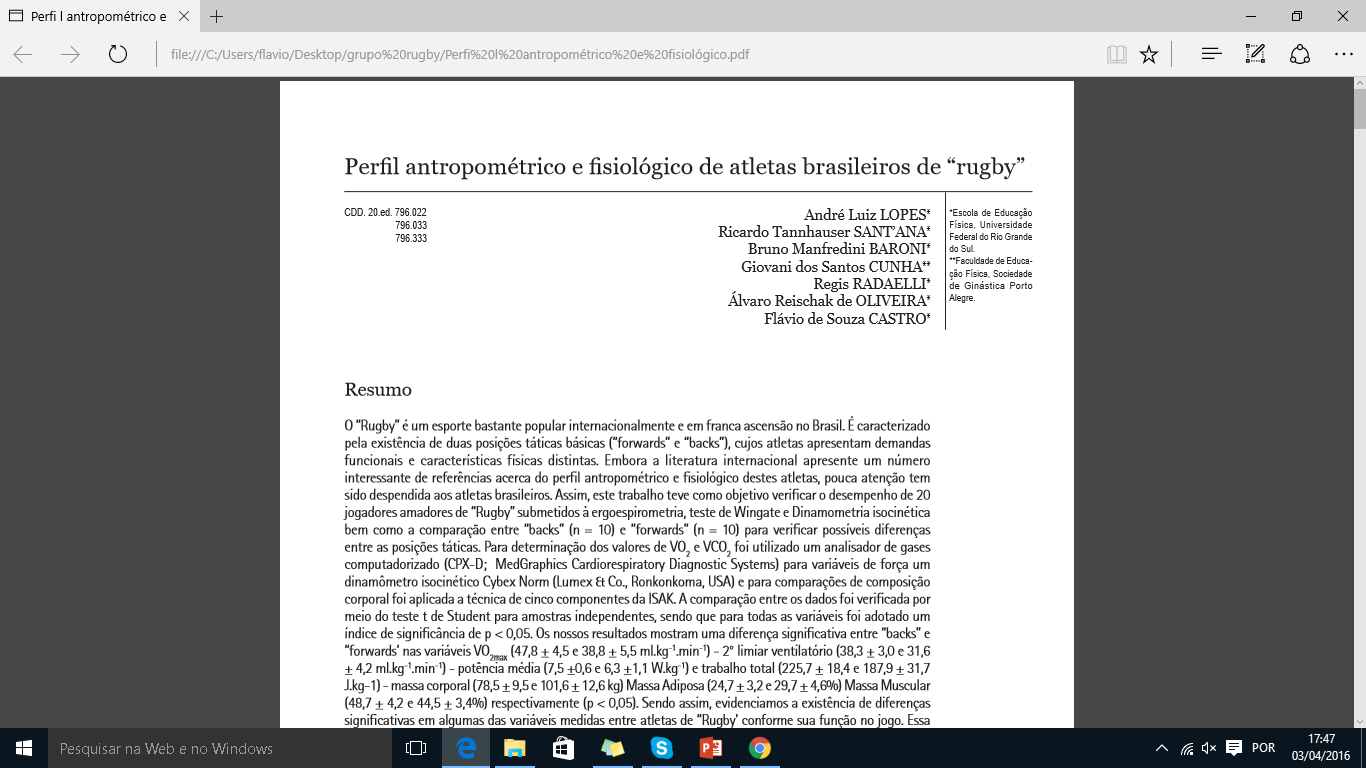 Perfi l antropométrico e
file:///C:/Users/flavio/Desktop/grupo%20rugby/Perfi%20l%20antropométrico%20e%20fisiológico.pdf
Perfil antropométrico e fisiológico de atletas brasileiros de “rugby”
CDD. 20.ed. 796.022
796.033
796.333
André Luiz LOPES*
Ricardo Tannhauser SANT’ANA*
Bruno Manfredini BARONI*
Giovani dos Santos CUNHA**
Regis RADAELLI*
Álvaro Reischak de OLIVEIRA*
Flávio de Souza CASTRO*
*Escola de Educação
Física, Universidade
Federal do Rio Grande
do Sul.
**Faculdade de Educa-
ção Física, Sociedade
de Ginástica Porto
Alegre.
Resumo
O “Rugby” é um esporte bastante popular internacionalmente e em franca ascensão no Brasil. É caracterizado
pela existência de duas posições táticas básicas (“forwards” e “backs”), cujos atletas apresentam demandas
funcionais e características físicas distintas. Embora a literatura internacional apresente um número
interessante de referências acerca do perfil antropométrico e fisiológico destes atletas, pouca atenção tem
sido despendida aos atletas brasileiros. Assim, este trabalho teve como objetivo verificar o desempenho de 20
jogadores amadores de “Rugby” submetidos à ergoespirometria, teste de Wingate e Dinamometria isocinética
bem como a comparação entre “backs” (n = 10) e “forwards” (n = 10) para verificar possíveis diferenças
entre as posições táticas. Para determinação dos valores de VO₂ e VCO₂ foi utilizado um analisador de gases
computadorizado (CPX-D; MedGraphics Cardiorespiratory Diagnostic Systems) para variáveis de força um
dinamômetro isocinético Cybex Norm (Lumex & Co., Ronkonkoma, USA) e para comparações de composição
corporal foi aplicada a técnica de cinco componentes da ISAK. A comparação entre os dados foi verificada por
meio do teste t de Student para amostras independentes, sendo que para todas as variáveis foi adotado um
índice de significância de p < 0,05. Os nossos resultados mostram uma diferença significativa entre “backs” e
“forwards’ nas variáveis VO₂max (47,8 ± 4,5 e 38,8 ± 5,5 ml.kg⁻¹.min⁻¹) - 2° limiar ventilatório (38,3 ± 3,0 e 31,6
± 4,2 ml.kg⁻¹.min⁻¹) - potência média (7,5 ±0,6 e 6,3 ±1,1 W.kg⁻¹) e trabalho total (225,7 ± 18,4 e 187,9 ± 31,7
J.kg-1) - massa corporal (78,5 ± 9,5 e 101,6 ± 12,6 kg) Massa Adiposa (24,7 ± 3,2 e 29,7 ± 4,6%) Massa Muscular
(48,7 ± 4,2 e 44,5 ± 3,4%) respectivamente (p < 0,05). Sendo assim, evidenciamos a existência de diferenças
significativas em algumas das variáveis medidas entre atletas de “Rugby’ conforme sua função no jogo. Essa
Pesquisar na Web e no Windows
POR
17:47
03/04/2016